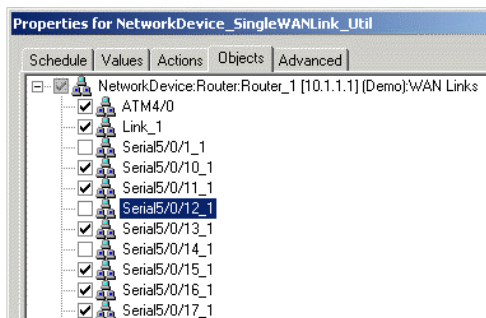 Properties for NetworkDevice_SingleWANLink_Util
Schedule Values Actions Objects Advanced
NetworkDevice:Router:Router_1 [10.1.1.1] (Demo):WAN Links
ATM4/0
Link_1
Serial5/0/1_1
Serial5/0/10_1
Serial5/0/11_1
Serial5/0/12_1
Serial5/0/13_1
Serial5/0/14_1
Serial5/0/15_1
Serial5/0/16_1
Serial5/0/17_1